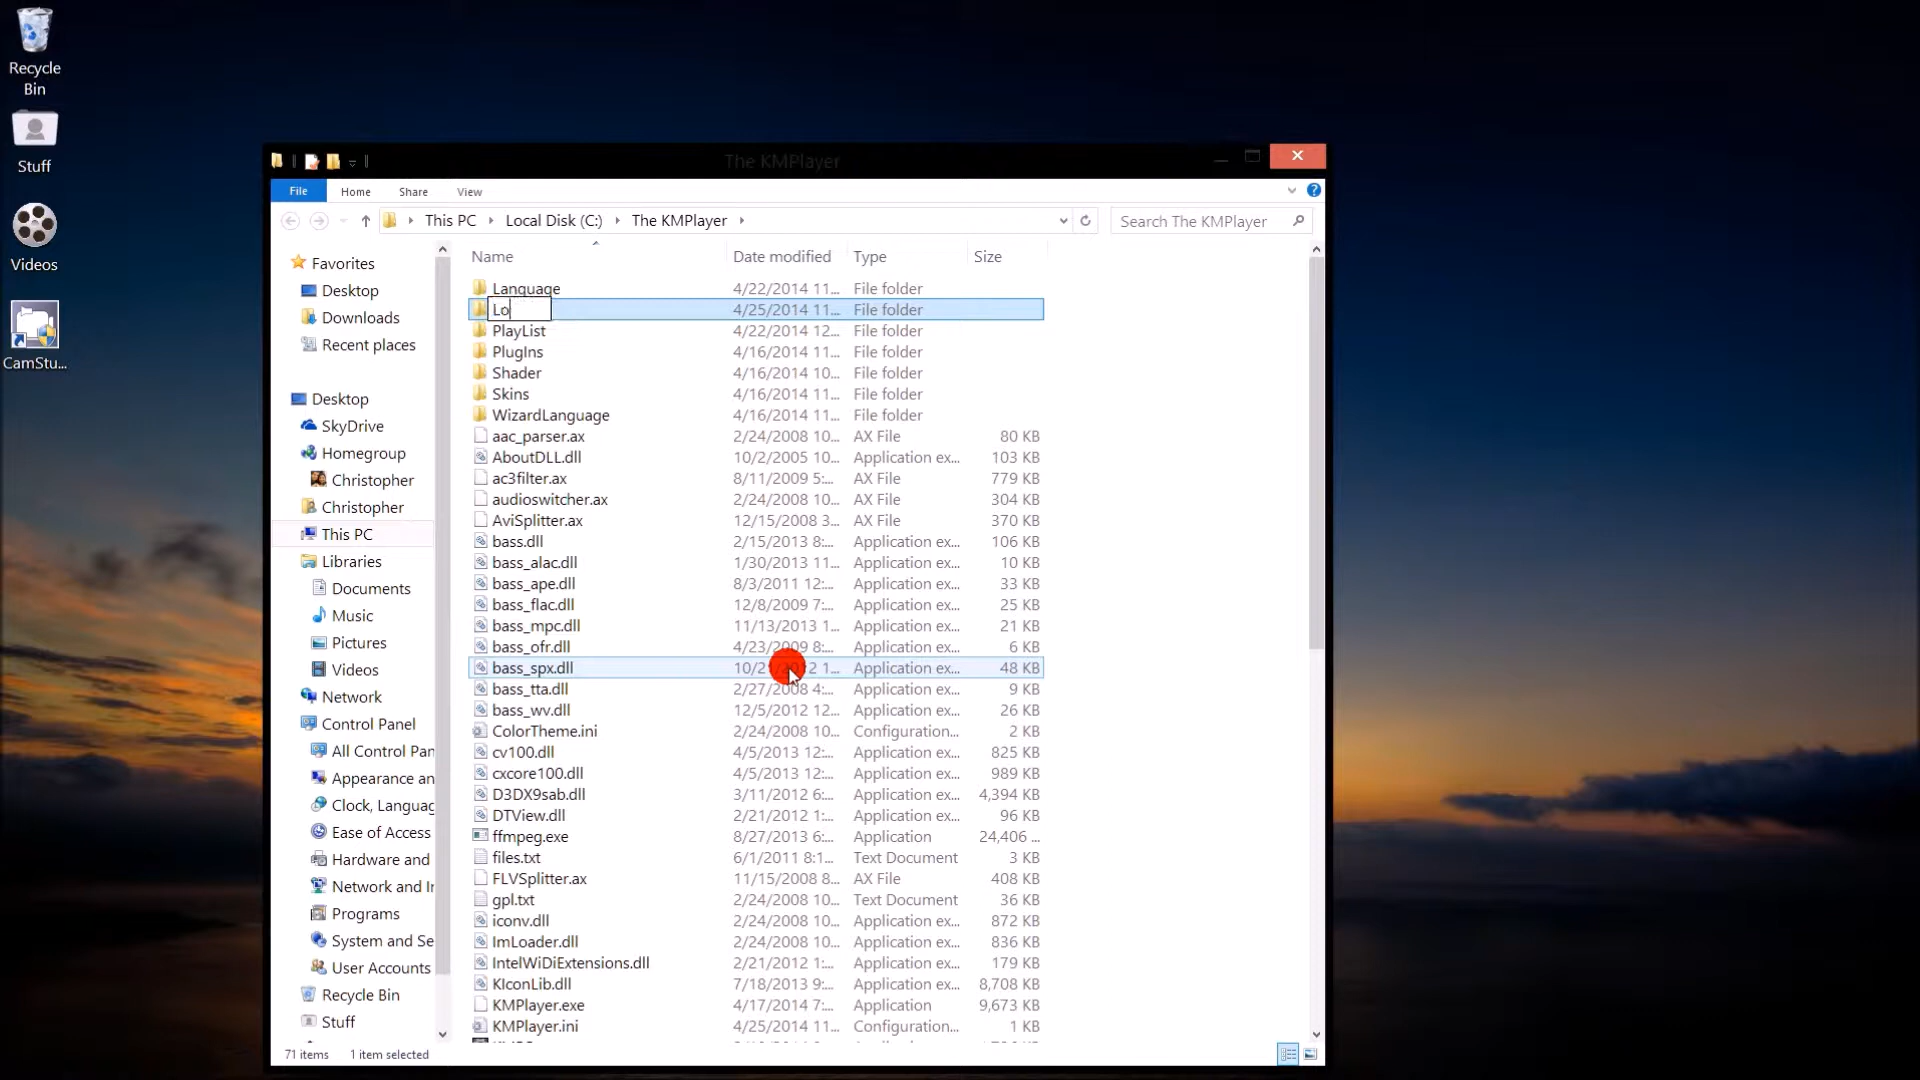 Recycle
Bin
Stuff
Videos
CamStu...
The KMPlayer
File Home Share View
This PC Local Disk (C:) The KMPlayer Search The KMPlayer
Favorites
Desktop
Downloads
Recent places
Desktop
SkyDrive
Homegroup
Christopher
Christopher
This PC
Libraries
Documents
Music
Pictures
Videos
Network
Control Panel
All Control Pan
Appearance an
Clock, Languag
Ease of Access
Hardware and
Network and I
Programs
System and Se
User Accounts
Recycle Bin
Stuff
Name Date modified Type Size
Language 4/22/2014 11... File folder
Lo 4/25/2014 11... File folder
PlayList 4/22/2014 12... File folder
PlugIns 4/16/2014 11... File folder
Shader 4/16/2014 10... File folder
Skins 4/16/2014 11... File folder
WizardLanguage 4/16/2014 11... File folder
aac_parser.ax 2/24/2008 10... AX File 80 KB
AboutDLL.dll 10/2/2005 10... Application ex... 103 KB
ac3filter.ax 8/11/2009 5:... AX File 779 KB
audioswitcher.ax 2/24/2008 10... AX File 304 KB
AviSplitter.ax 12/15/2008 3... AX File 370 KB
bass.dll 2/15/2013 8:... Application ex... 106 KB
bass_alac.dll 1/30/2013 11... Application ex... 10 KB
bass_ape.dll 8/3/2011 12:... Application ex... 33 KB
bass_flac.dll 12/8/2009 7:... Application ex... 25 KB
bass_mpc.dll 11/13/2013 1... Application ex... 21 KB
bass_ofr.dll 4/23/2009 8:... Application ex... 6 KB
bass_spx.dll Application ex... 48 KB
bass_tta.dll 2/27/2008 4:... Application ex... 9 KB
bass_wv.dll 12/5/2012 12... Application ex... 26 KB
ColorTheme.ini 2/24/2008 10... Configuration... 2 KB
cv100.dll 4/5/2013 12:... Application ex... 825 KB
cxcore100.dll 4/5/2013 12:... Application ex... 989 KB
D3DX9sab.dll 3/11/2012 6:... Application ex... 4,394 KB
DTView.dll 2/21/2012 1:... Application ex... 96 KB
ffmpeg.exe 8/27/2013 6:... Application 24,406 ...
files.txt 6/1/2011 8:1... Text Document 3 KB
FLVSplitter.ax 11/15/2008 8... AX File 408 KB
gpl.txt 2/24/2008 10... Text Document 36 KB
iconv.dll 2/24/2008 10... Application ex... 872 KB
ImLoader.dll 2/24/2008 10... Application ex... 836 KB
IntelWiDiExtensions.dll 2/21/2012 1:... Application ex... 179 KB
KIconLib.dll 7/18/2013 9:... Application ex... 8,708 KB
KMPlayer.exe 4/17/2014 7:... Application 9,673 KB
KMPlayer.ini 4/25/2014 11... Configuration... 1 KB
71 items 1 item selected